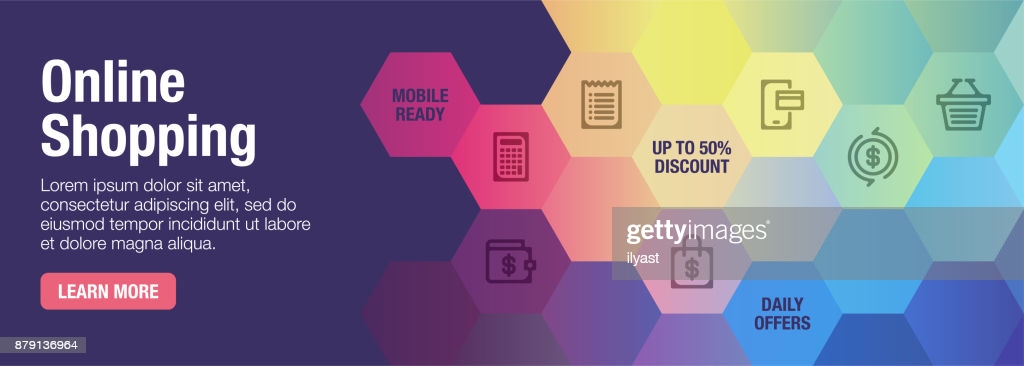 Online
Shopping
Lorem ipsum dolor sit amet,
consectetur adipiscing elit, sed do
eiusmod tempor incididunt ut labore
et dolore magna aliqua.
LEARN MORE
MOBILE
READY
UP TO 50%
DISCOUNT
$
$
$
DAILY
OFFERS
gettyimages®
ilyast
879136964